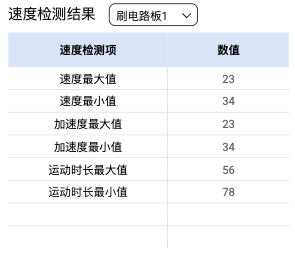 速度检测结果 刷电路板1
速度检测项 数值
速度最大值 23
速度最小值 34
加速度最大值 23
加速度最小值 34
运动时长最大值 56
运动时长最小值 78